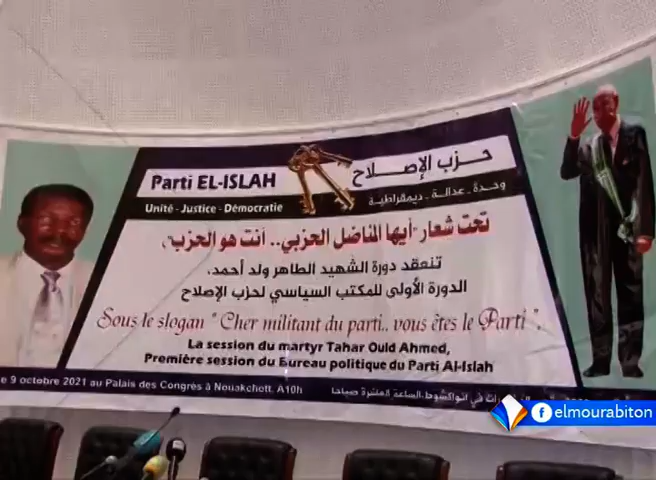 Parti EL-ISLAH
حزب الإصلاح
Unité - Justice - Démocratie
وحدة - عدالة - ديمقراطية
تحت شعار "أيها المناضل الحزبي.. أنت هو الحزب"،
تنعقد دورة الشهيد الطاهر ولد أحمد،
الدورة الأولى للمكتب السياسي لحزب الإصلاح
Sous le slogan " Cher militant du parti.. vous êtes le Parti ",
La session du martyr Tahar Ould Ahmed,
Première session du Bureau politique du Parti Al-Islah
e 9 octobre 2021 au Palais des Congrès à Nouakchott, A10h
في انواكشوط، الساعة العاشرة صباحا
elmourabiton